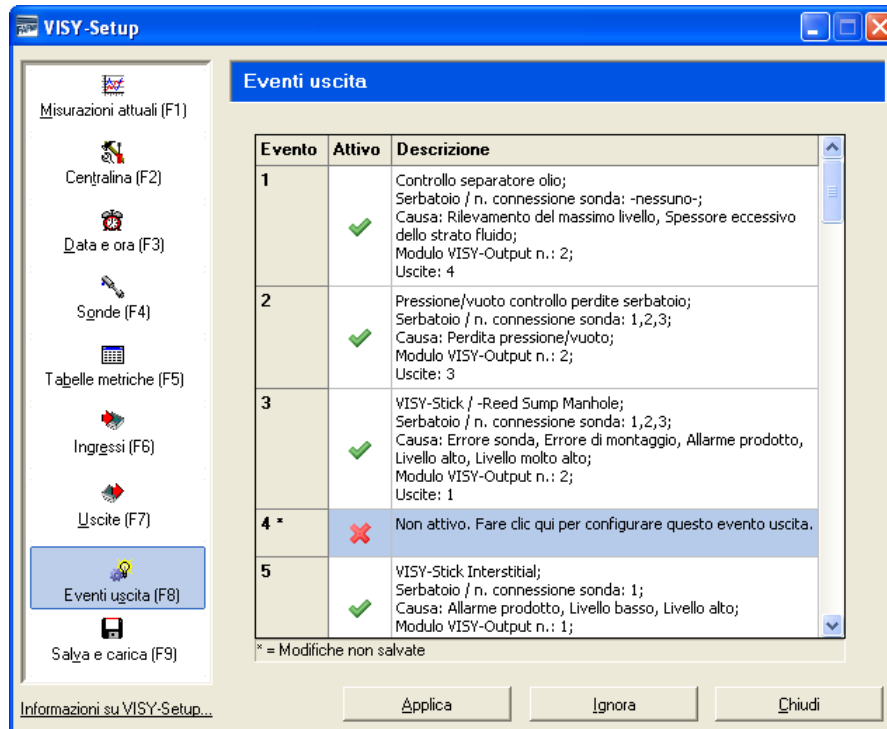 VISY-Setup
Misurazioni attuali (F1)
Centralina (F2)
Data e ora (F3)
Sonde (F4)
Tabelle metriche (F5)
Ingressi (F6)
Uscite (F7)
Eventi uscita (F8)
Salva e carica (F9)
Informazioni su VISY-Setup...
Eventi uscita
Evento Attivo Descrizione
1
Controllo separatore olio;
Serbatoio / n. connessione sonda: -nessuno-;
Causa: Rilevamento del massimo livello, Spessore eccessivo
dello strato fluido;
Modulo VISY-Output n.: 2;
Uscite: 4
2
Pressione/vuoto controllo perdite serbatoio;
Serbatoio / n. connessione sonda: 1,2,3;
Causa: Perdita pressione/vuoto;
Modulo VISY-Output n.: 2;
Uscite: 3
3
VISY-Stick / -Reed Sump Manhole;
Serbatoio / n. connessione sonda: 1,2,3;
Causa: Errore sonda, Errore di montaggio, Allarme prodotto,
Livello alto, Livello molto alto;
Modulo VISY-Output n.: 2;
Uscite: 1
4 *
Non attivo. Fare clic qui per configurare questo evento uscita.
5
VISY-Stick Interstitial;
Serbatoio / n. connessione sonda: 1;
Causa: Allarme prodotto, Livello basso, Livello alto;
Modulo VISY-Output n.: 1;
* = Modifiche non salvate
Applica
Ignora
Chiudi